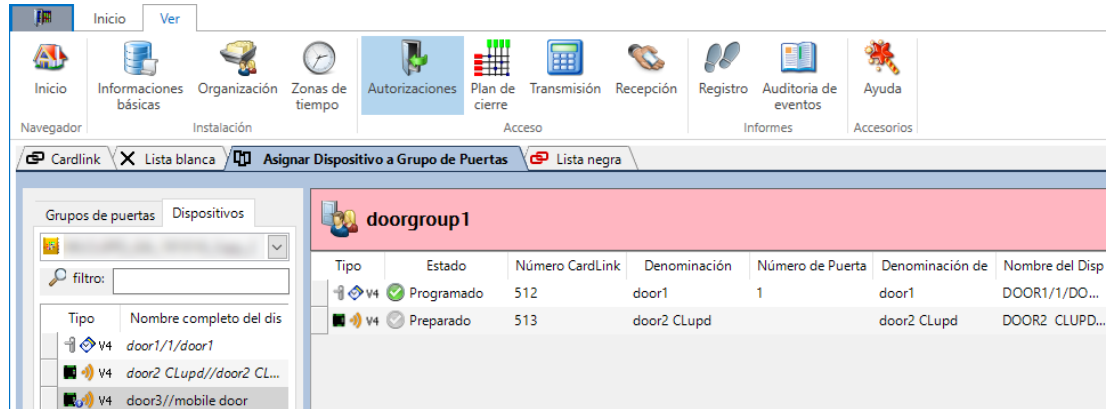 Inicio Ver
Inicio Informaciones básicas Organización Zonas de tiempo Autorizaciones Plan de cierre Transmisión Recepción Registro Auditoria de eventos Ayuda
Navegador Instalación Acceso Informes Accesorios
Cardlink Lista blanca Asignar Dispositivo a Grupo de Puertas Lista negra
Grupos de puertas Dispositivos
doorgroup1
filtro:
Tipo Nombre completo del dis
door1/1/door1
V4 door2 CLupd//door2 CL...
V4 door3//mobile door
Tipo Estado Número CardLink Denominación Número de Puerta Denominación de Nombre del Disp
V4 Programado 512 door1 1 door1 DOOR1/1/DO...
V4 Preparado 513 door2 CLupd door2 CLupd DOOR2 CLUPD...